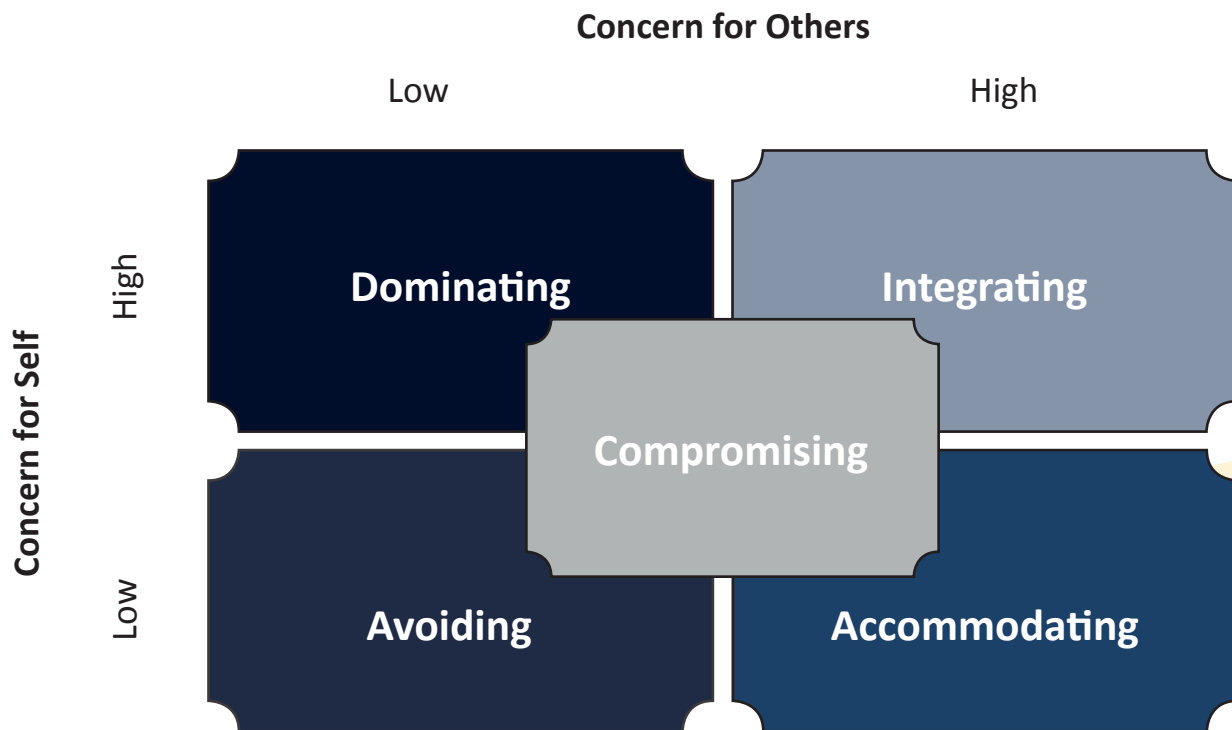 Concern for Others
Low
High
High
Dominating
Integrating
Concern for Self
Compromising
Low
Avoiding
Accommodating